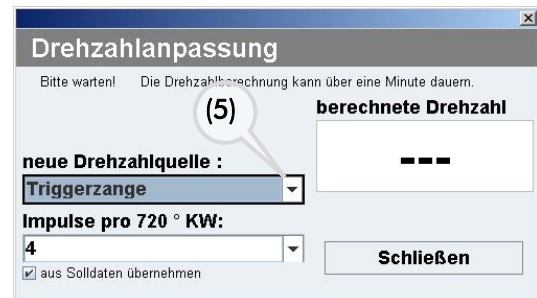 Drehzahlanpassung
Bitte warten! Die Drehzahlberechnung kann über eine Minute dauern.
(5)
berechnete Drehzahl
---
neue Drehzahlquelle :
Triggerzange
Impulse pro 720 ° KW:
4
aus Solldaten übernehmen
Schließen